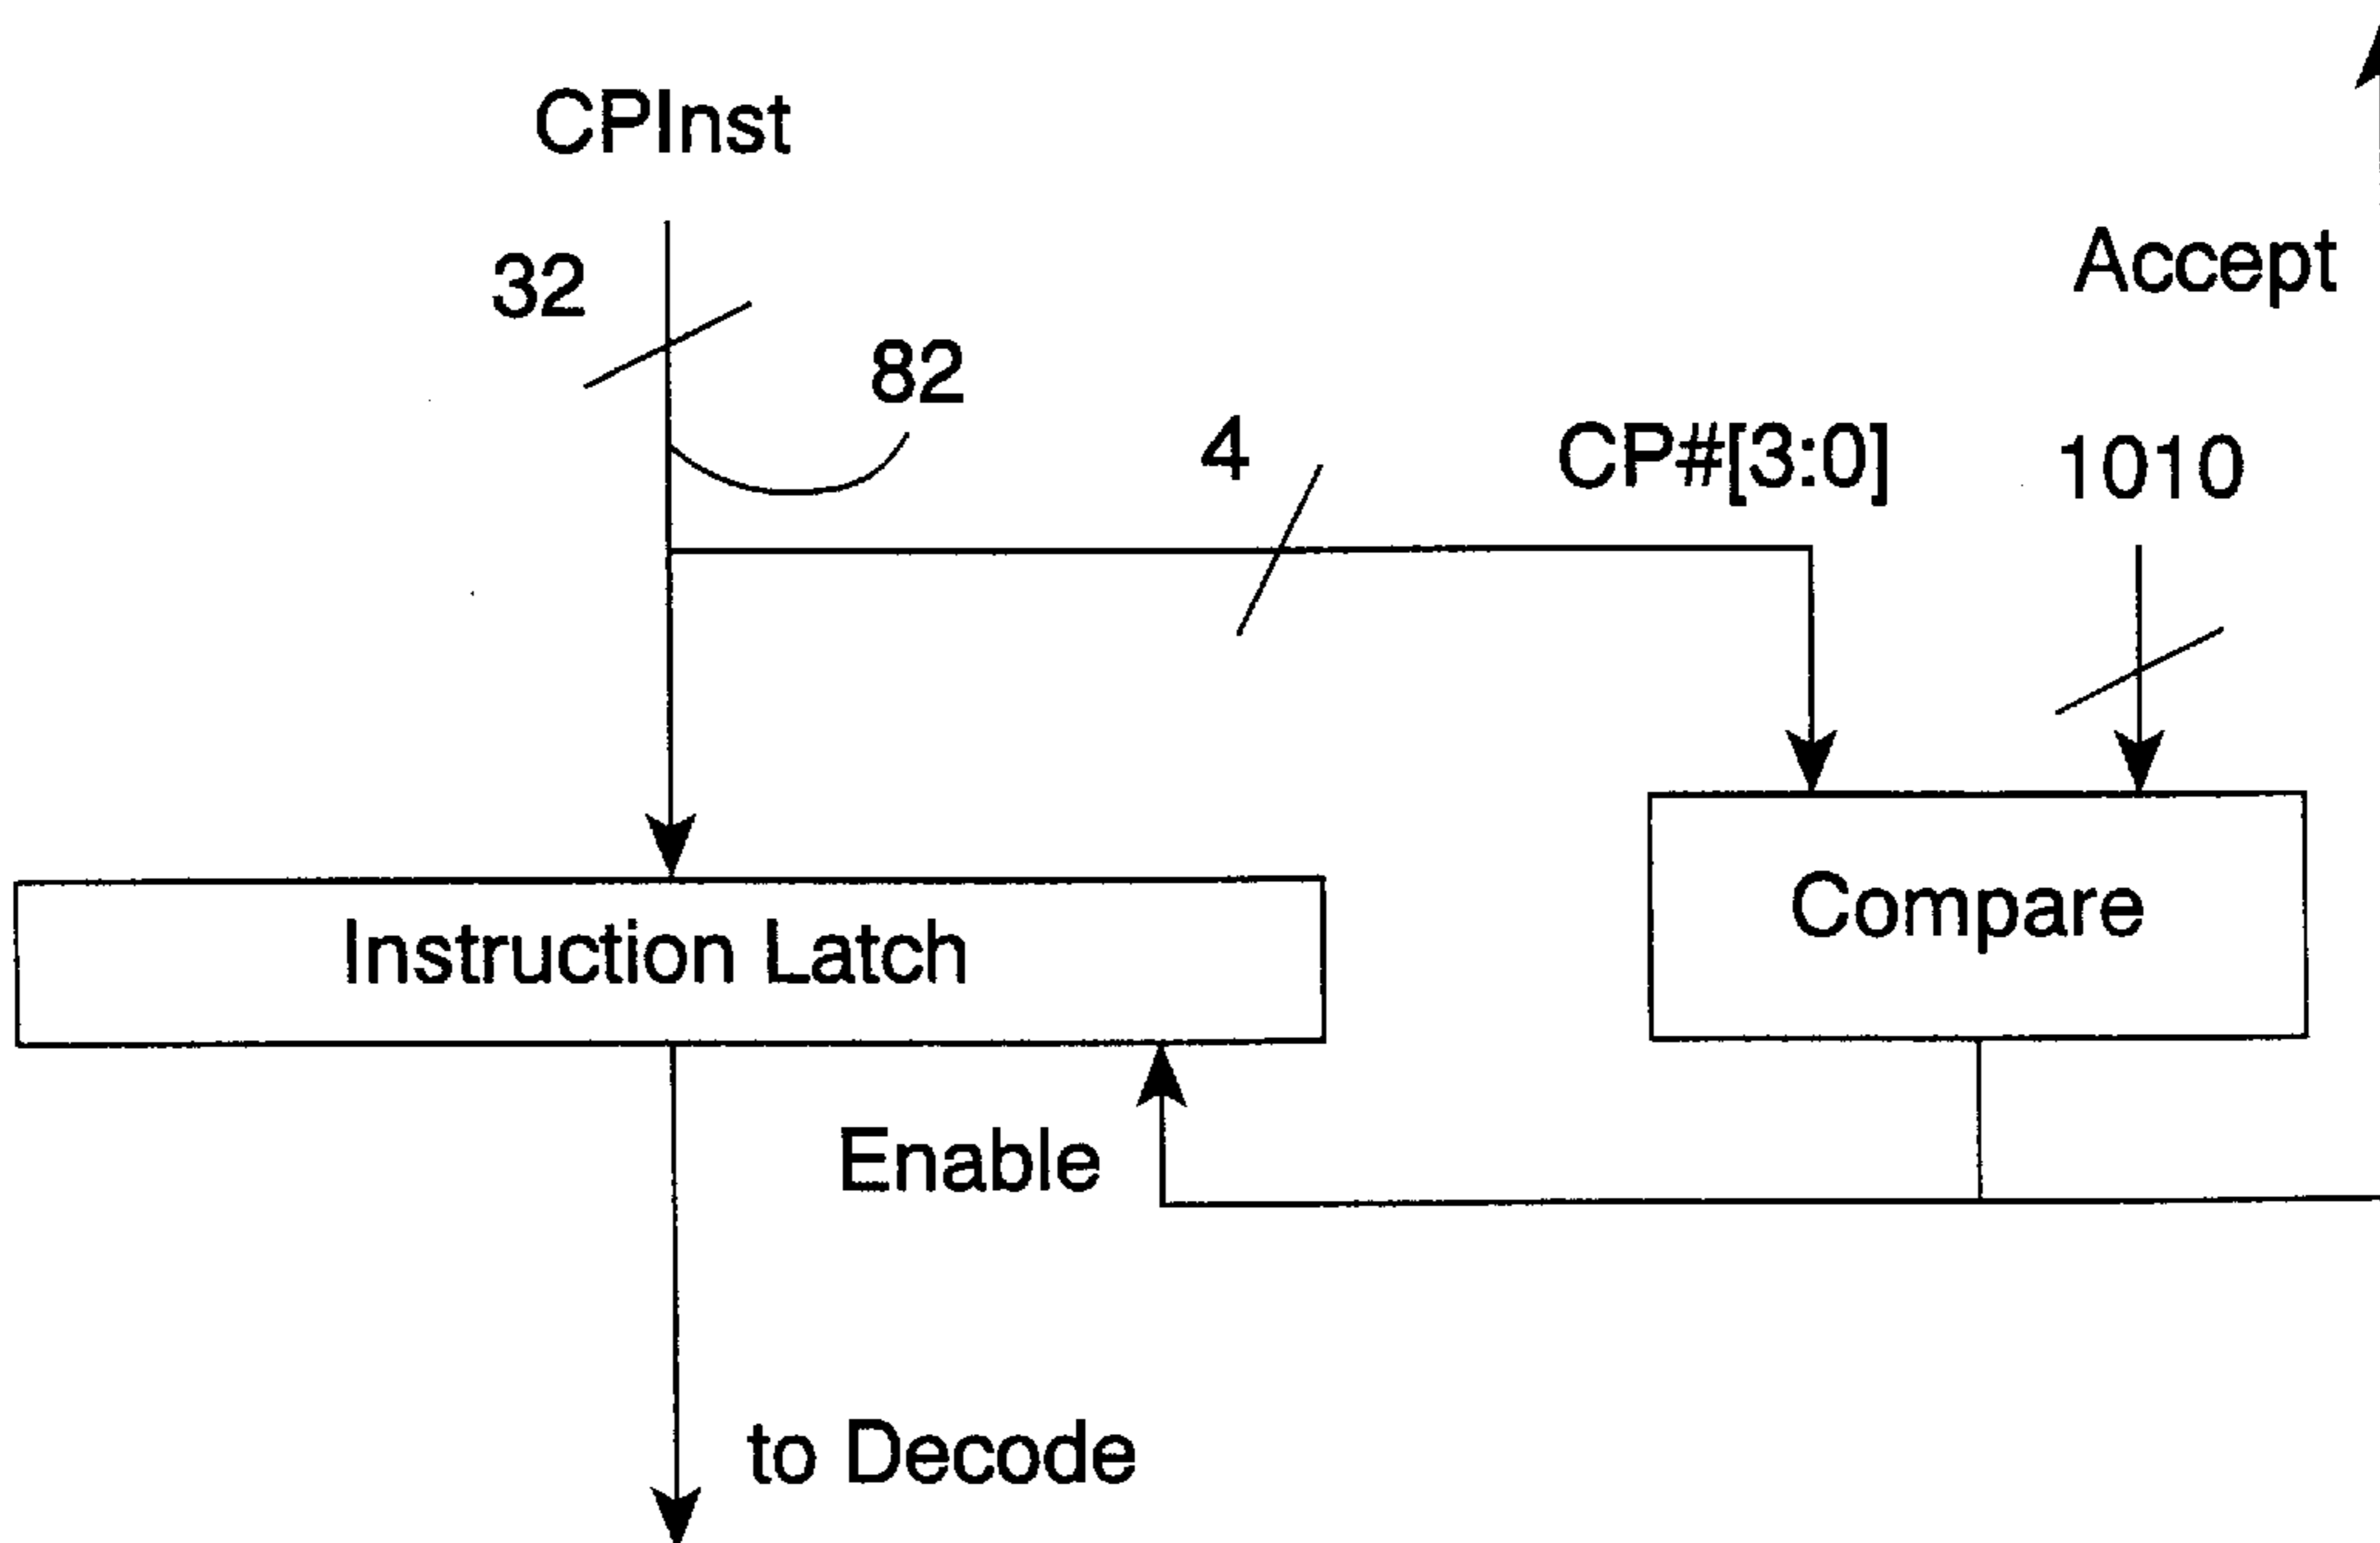 CPInst
Accept
32
82
4
CP#[3:0]
1010
Compare
Instruction Latch
Enable
to Decode